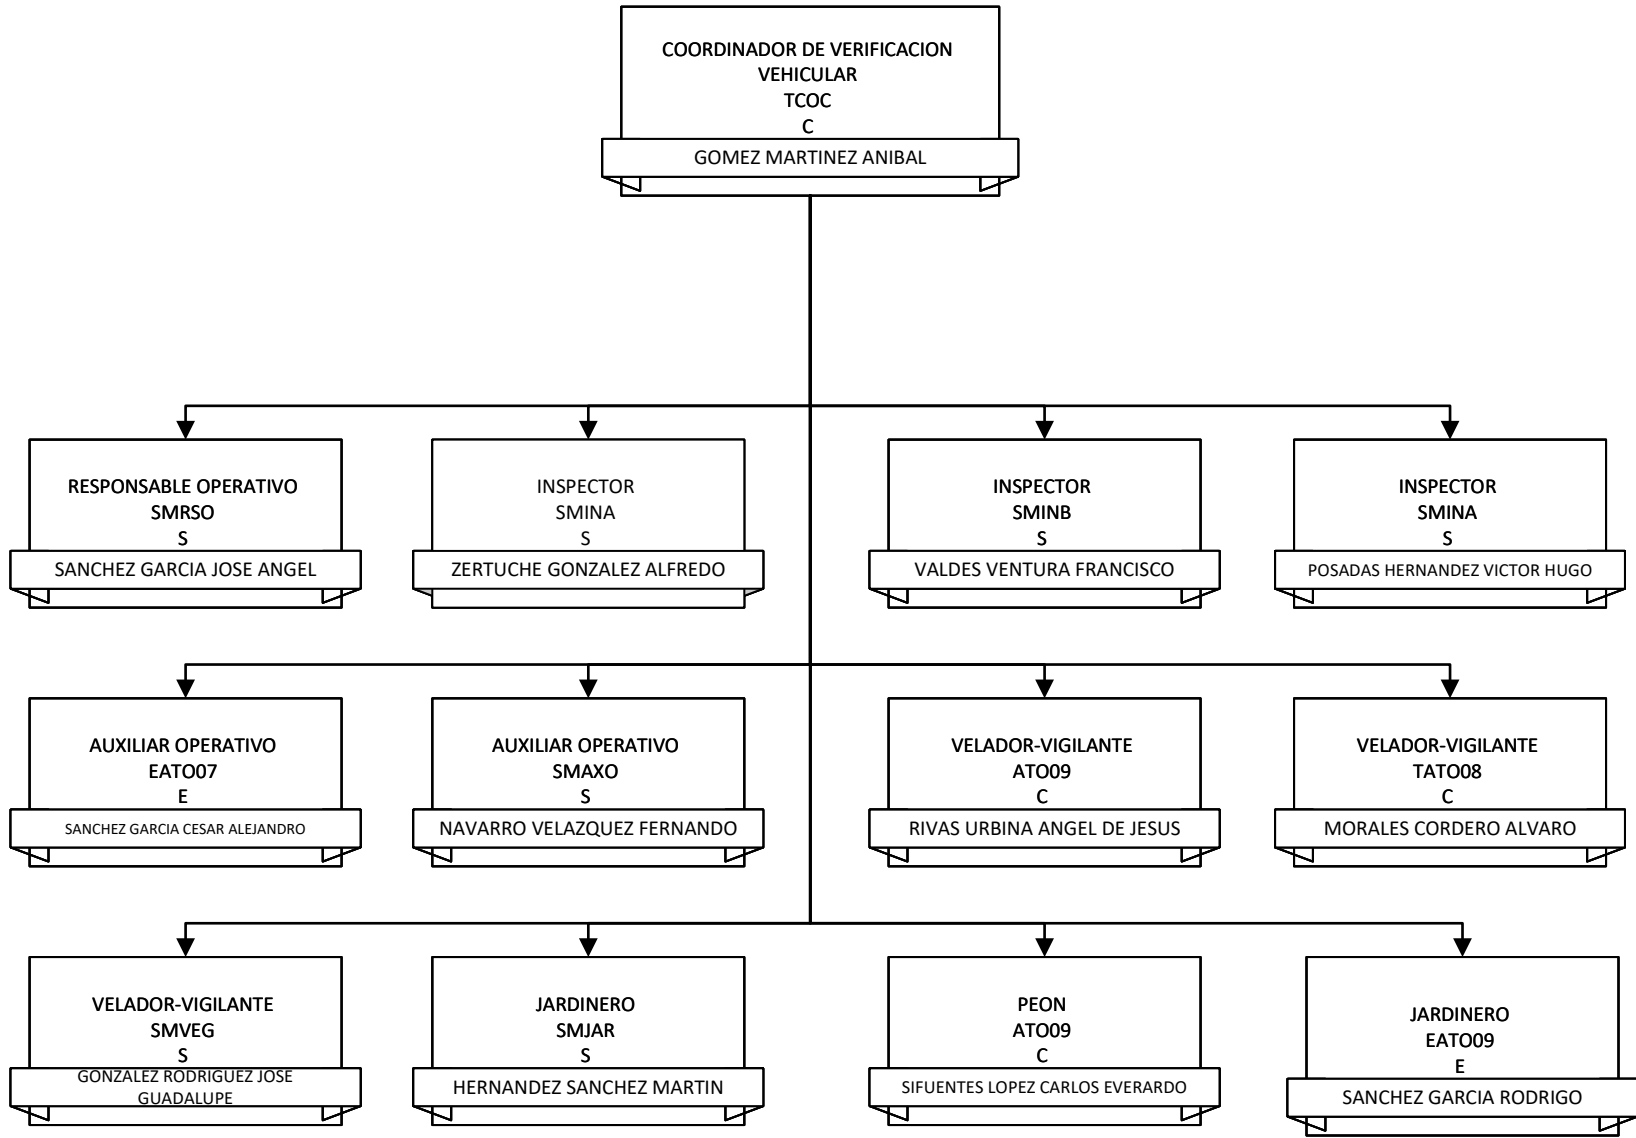 COORDINADOR DE VERIFICACION
VEHICULAR
TCOC
C
GOMEZ MARTINEZ ANIBAL
RESPONSABLE OPERATIVO
SMRSO
S
SANCHEZ GARCIA JOSE ANGEL
INSPECTOR
SMINA
S
ZERTUCHE GONZALEZ ALFREDO
INSPECTOR
SMINB
S
VALDES VENTURA FRANCISCO
INSPECTOR
SMINA
S
POSADAS HERNANDEZ VICTOR HUGO
AUXILIAR OPERATIVO
EATO07
E
SANCHEZ GARCIA CESAR ALEJANDRO
AUXILIAR OPERATIVO
SMAXO
S
NAVARRO VELAZQUEZ FERNANDO
VELADOR-VIGILANTE
ATO09
C
RIVAS URBINA ANGEL DE JESUS
VELADOR-VIGILANTE
TATO08
C
MORALES CORDERO ALVARO
VELADOR-VIGILANTE
SMVEG
S
GONZALEZ RODRIGUEZ JOSE
GUADALUPE
JARDINERO
SMJAR
S
HERNANDEZ SANCHEZ MARTIN
PEON
ATO09
C
SIFUENTES LOPEZ CARLOS EVERARDO
JARDINERO
EATO09
E
SANCHEZ GARCIA RODRIGO